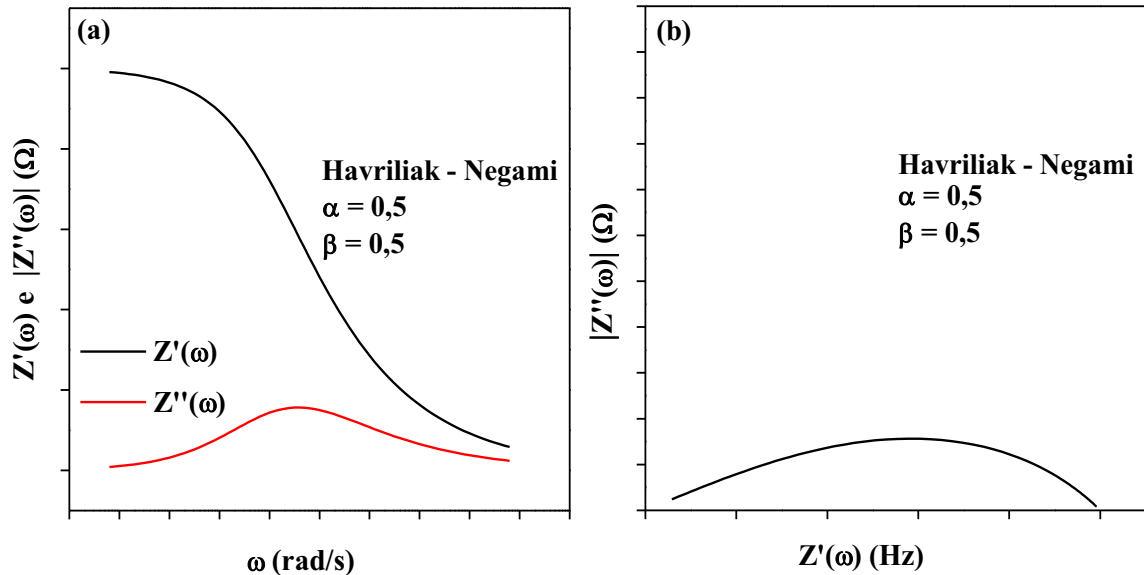 (a)
Z'(ω) e |Z''(ω)| (Ω)
Havriliak - Negami
α = 0,5
β = 0,5
Z'(ω)
Z''(ω)
ω (rad/s)
(b)
|Z''(ω)| (Ω)
Havriliak - Negami
α = 0,5
β = 0,5
Z'(ω) (Hz)